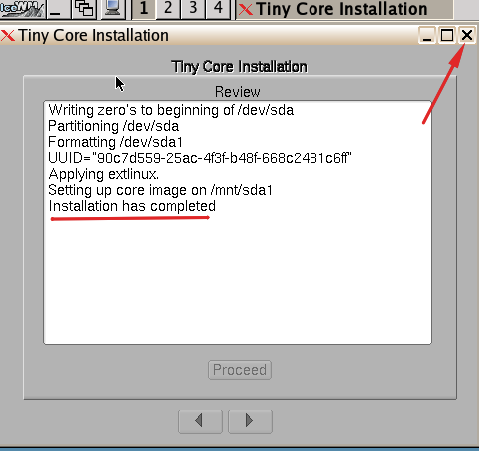 IceWM 1 2 3 4 Tiny Core Installation
Tiny Core Installation
Tiny Core Installation
Review
Writing zero's to beginning of /dev/sda
Partitioning /dev/sda
Formatting /dev/sda1
UUID="90c7d559-25ac-4f3f-b48f-668c2431c6ff"
Applying extlinux.
Setting up core image on /mnt/sda1
Installation has completed
Proceed